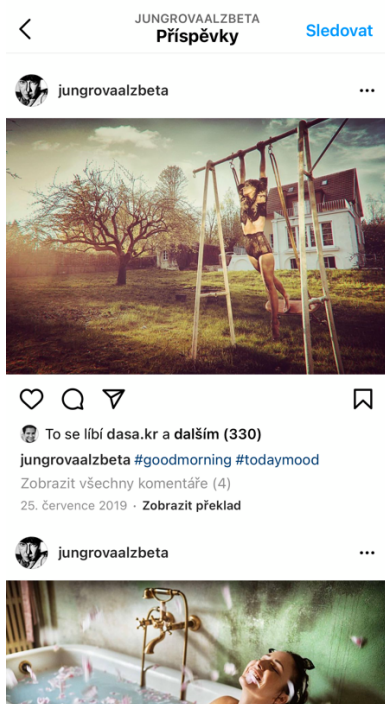 JUNGROVAALZBETA
Příspěvky
Sledovat
jungrovaalzbeta
To se líbí dasa.kr a dalším (330)
jungrovaalzbeta #goodmorning #todaymood
Zobrazit všechny komentáře (4)
25. července 2019 · Zobrazit překlad
jungrovaalzbeta